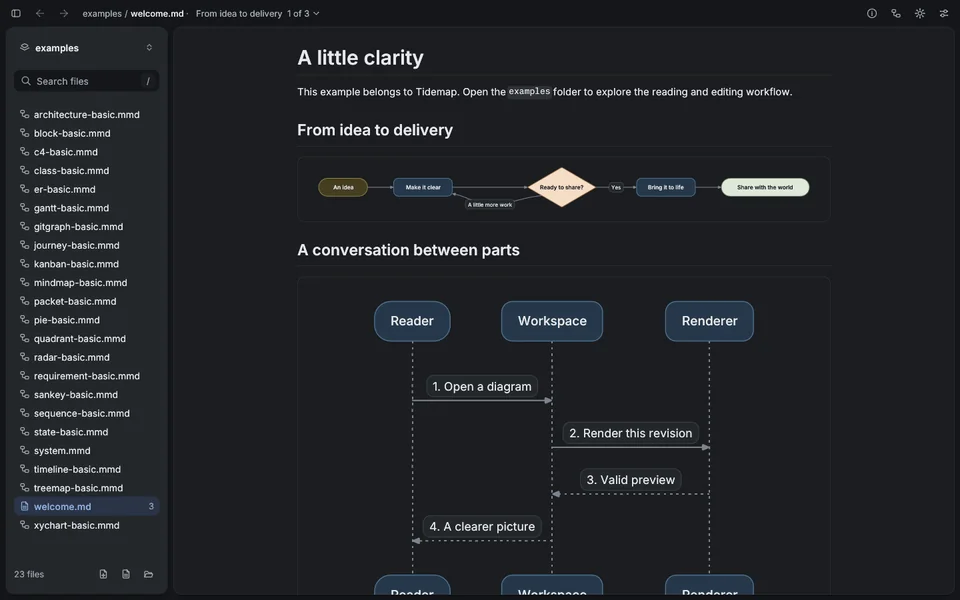 examples / welcome.md · From idea to delivery 1 of 3
examples
Search files /
architecture-basic.mmd
block-basic.mmd
c4-basic.mmd
class-basic.mmd
er-basic.mmd
gantt-basic.mmd
gitgraph-basic.mmd
journey-basic.mmd
kanban-basic.mmd
mindmap-basic.mmd
packet-basic.mmd
pie-basic.mmd
quadrant-basic.mmd
radar-basic.mmd
requirement-basic.mmd
sankey-basic.mmd
sequence-basic.mmd
state-basic.mmd
system.mmd
timeline-basic.mmd
treemap-basic.mmd
welcome.md 3
xychart-basic.mmd
23 files
A little clarity
This example belongs to Tidemap. Open the examples folder to explore the reading and editing workflow.
From idea to delivery
An idea
Make it clear
Ready to share?
Yes
Bring it to life
Share with the world
A little more work
A conversation between parts
Reader
Workspace
Renderer
1. Open a diagram
2. Render this revision
3. Valid preview
4. A clearer picture
Reader
Workspace
Renderer